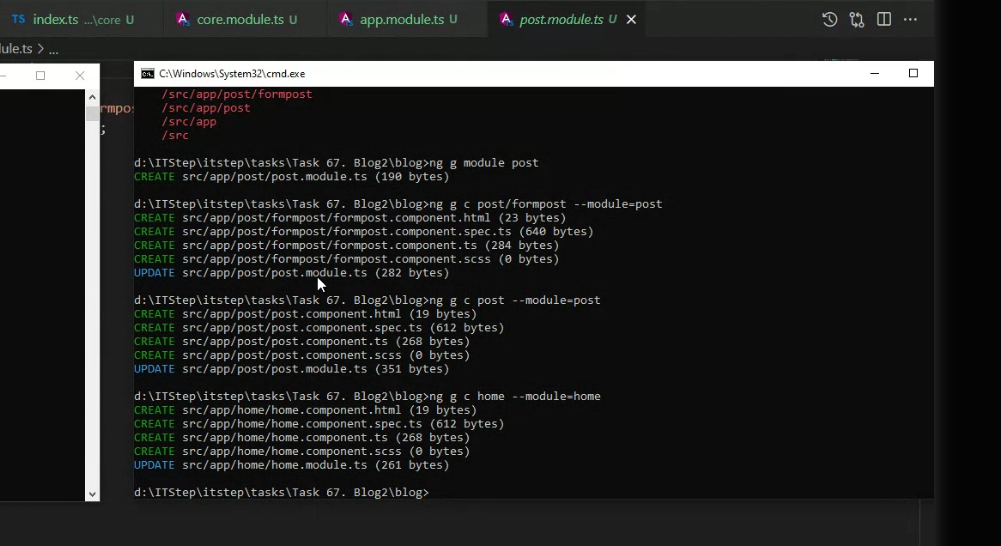 TS index.ts ...\core U
core.module.ts U
app.module.ts U
post.module.ts U
ule.ts > ...
C:\Windows\System32\cmd.exe
/src/app/post/formpost
/src/app/post
rmpos
/src/app
;
/src
d:\ITStep\itstep\tasks\Task 67. Blog2\blog>ng g module post
CREATE src/app/post/post.module.ts (190 bytes)
d:\ITStep\itstep\tasks\Task 67. Blog2\blog>ng g c post/formpost --module=post
CREATE src/app/post/formpost/formpost.component.html (23 bytes)
CREATE src/app/post/formpost/formpost.component.spec.ts (640 bytes)
CREATE src/app/post/formpost/formpost.component.ts (284 bytes)
CREATE src/app/post/formpost/formpost.component.scss (0 bytes)
UPDATE src/app/post/post.module.ts (282 bytes)
d:\ITStep\itstep\tasks\Task 67. Blog2\blog>ng g c post --module=post
CREATE src/app/post/post.component.html (19 bytes)
CREATE src/app/post/post.component.spec.ts (612 bytes)
CREATE src/app/post/post.component.ts (268 bytes)
CREATE src/app/post/post.component.scss (0 bytes)
UPDATE src/app/post/post.module.ts (351 bytes)
d:\ITStep\itstep\tasks\Task 67. Blog2\blog>ng g c home --module=home
CREATE src/app/home/home.component.html (19 bytes)
CREATE src/app/home/home.component.spec.ts (612 bytes)
CREATE src/app/home/home.component.ts (268 bytes)
CREATE src/app/home/home.component.scss (0 bytes)
UPDATE src/app/home/home.module.ts (261 bytes)
d:\ITStep\itstep\tasks\Task 67. Blog2\blog>